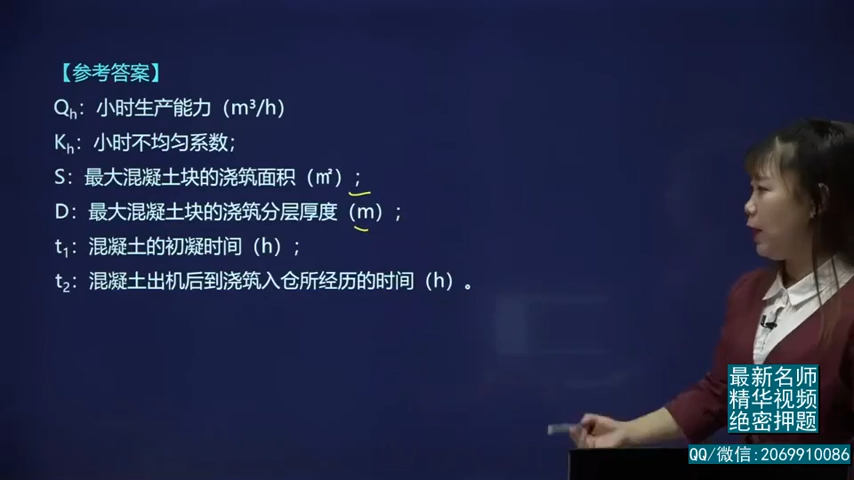 【参考答案】
Qh：小时生产能力（m³/h）
Kh：小时不均匀系数；
S：最大混凝土块的浇筑面积（㎡）；
D：最大混凝土块的浇筑分层厚度（m）；
t1：混凝土的初凝时间（h）；
t2：混凝土出机后到浇筑入仓所经历的时间（h）。
最新名师
精华视频
绝密押题
QQ/微信:2069910086